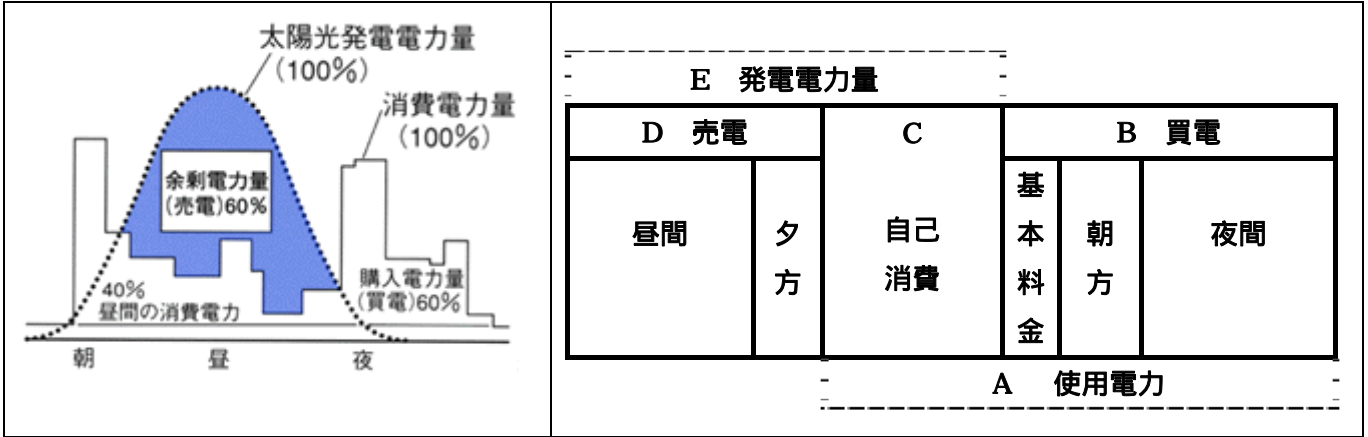 太陽光発電電力量
(100%)
消費電力量
(100%)
余剰電力量
(売電)60%
40%
昼間の消費電力
購入電力量
(買電)60%
朝
昼
夜
E 発電電力量
D 売電
C
B 買電
昼間
夕方
自己
消費
基本料金
朝方
夜間
A 使用電力